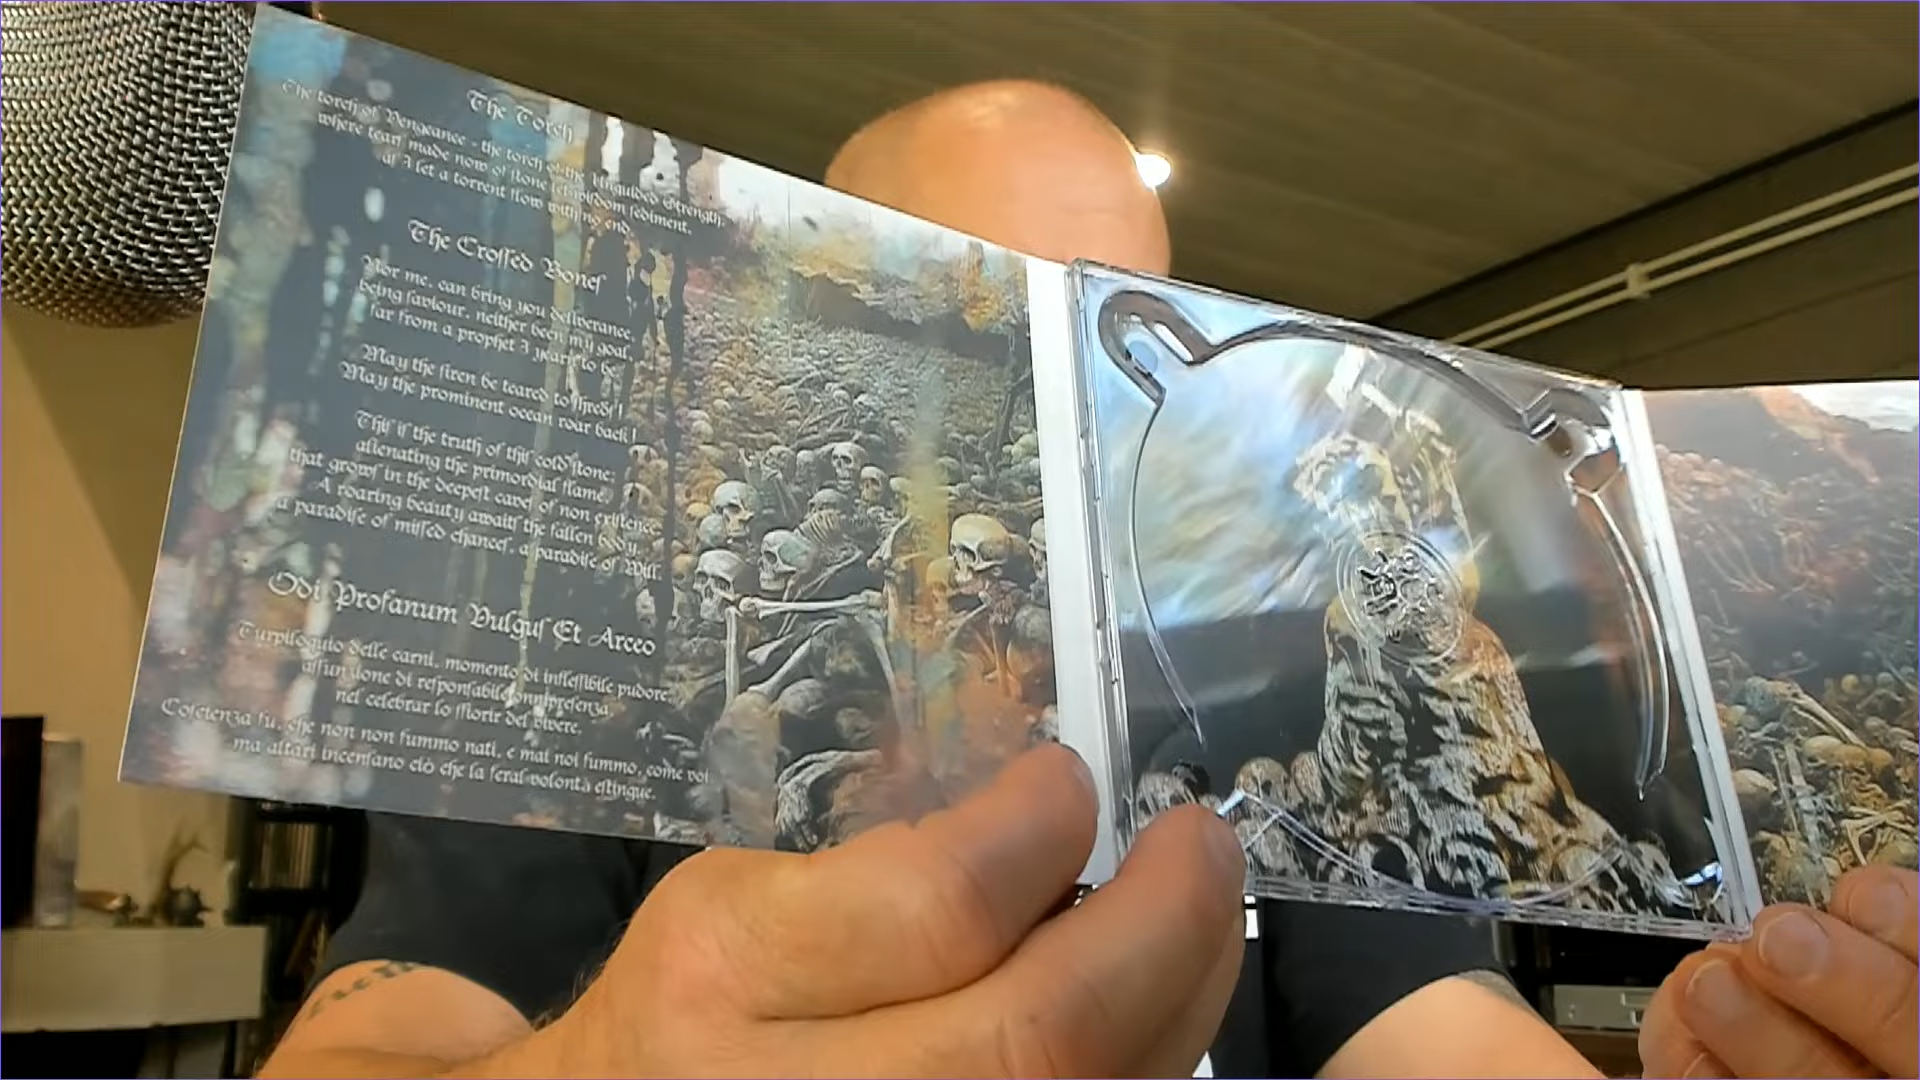 The Torch
The torch of Vengeance - the torch of the Unguided Strength,
where tears made now of stone let wisdom sediment,
as I let a torrent flow with no end.
The Crossed Bones
Nor me, can bring you deliverance,
being saviour, neither been my goal,
far from a prophet I years to be!
May the siren be teared to shreds !
May the prominent ocean roar back !
This is the truth of this cold stone:
alienating the primordial flame,
that grows in the deepest caves of non existence
A roaring beauty awaits the fallen body,
a paradise of missed chances, a paradise of Will.
Odi Profanum Vulgus Et Arceo
Turpiloquio delle carni, momento di inflessibile pudore,
di responsabile onnipresenza
nel celebrar lo sfiorir del vivere.
Coscienza fu, che non non fummo nati, e mai noi fummo, come voi
ma altari incensano ciò che la feral volontà estingue.